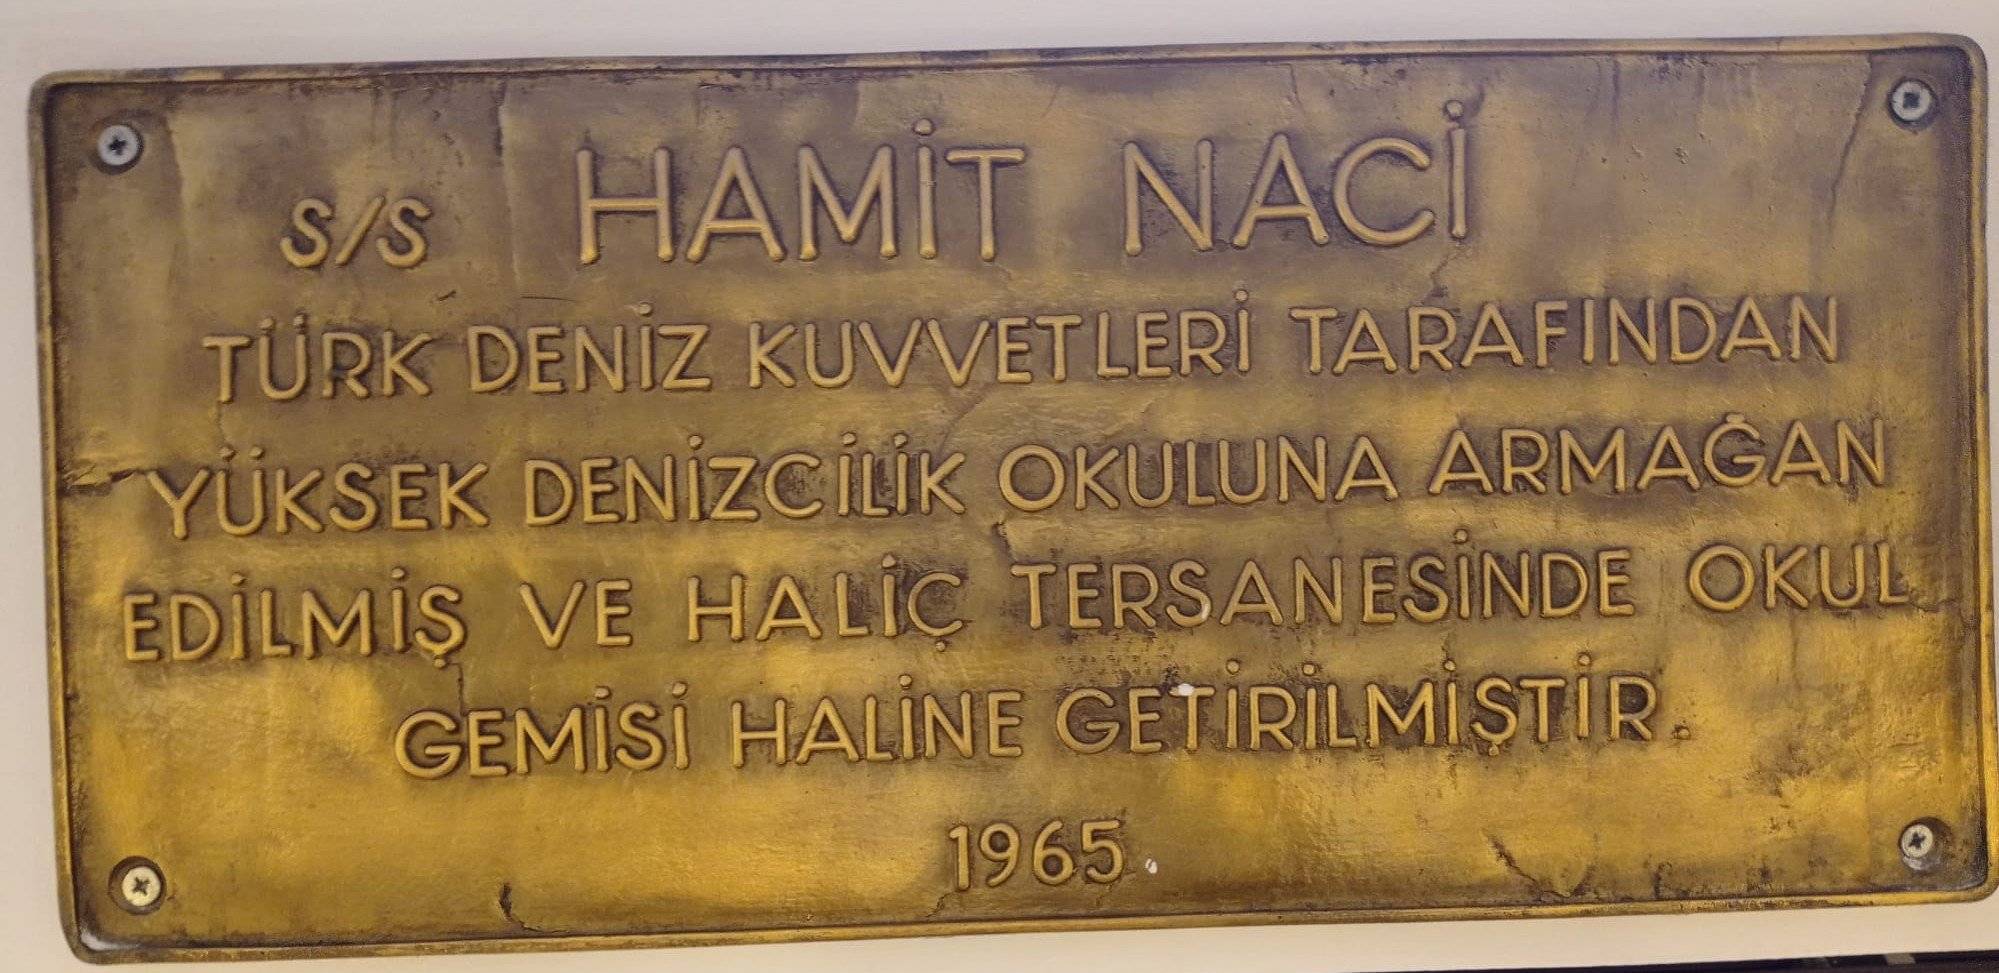 S/S HAMİT NACİ
TÜRK DENİZ KUVVETLERİ TARAFINDAN
YÜKSEK DENİZCİLİK OKULUNA ARMAĞAN
EDİLMİŞ VE HALİÇ TERSANESİNDE OKUL
GEMİSİ HALİNE GETİRİLMİŞTİR.
1965